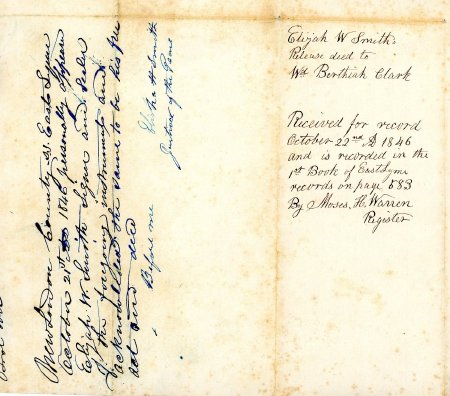 Elijah W Smith's
Release deed to
Wd Berthiah Clark
Received for record
October 22nd AD 1846
and is recorded in the
1st Book of East Lyme
records on page 583
By Moses H. Warren
Register
New London County SS. East Lyme
October 21st 1846 personally appeared
Elijah W. Smith signer and sealer
of the forgoing instrument and
acknowledged the same to be his free
act and deed
Before me
Justice of the Peace